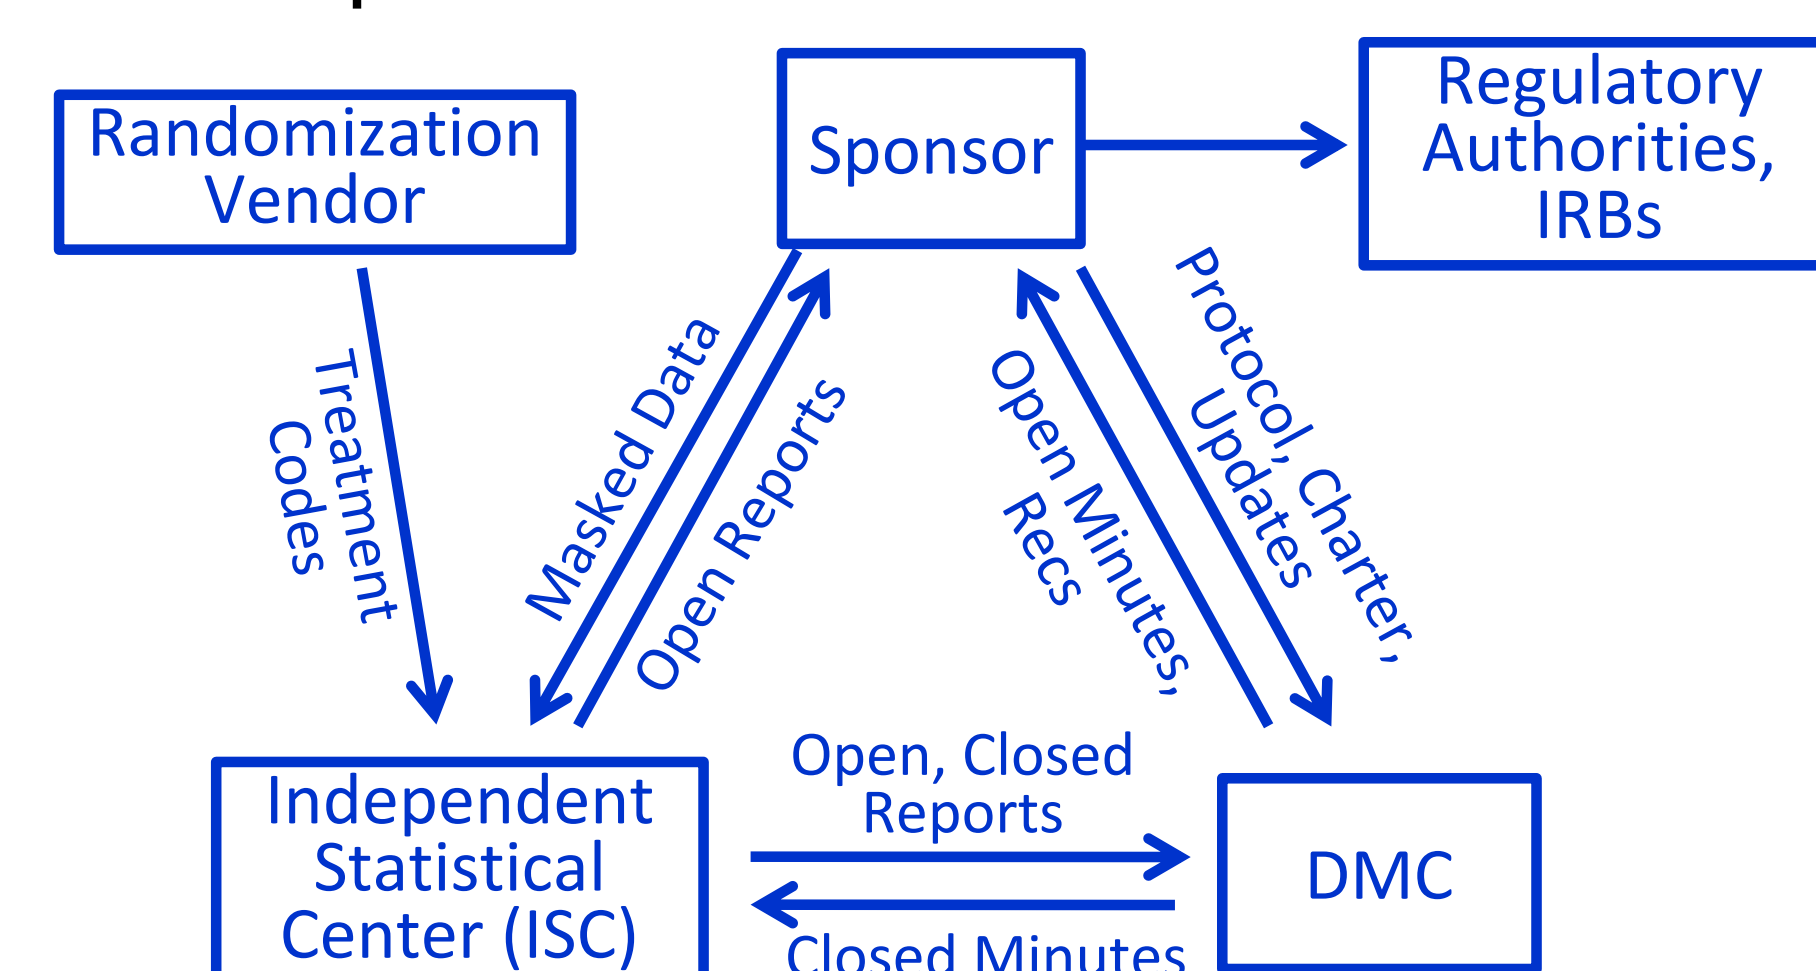 Randomization
Vendor
Sponsor
Regulatory
Authorities,
IRBs
Treatment
Codes
Masked Data
Open Reports
Open Minutes,
Recs
Protocol, Charter,
Updates
Open, Closed
Reports
Closed Minutes
Independent
Statistical
Center (ISC)
DMC